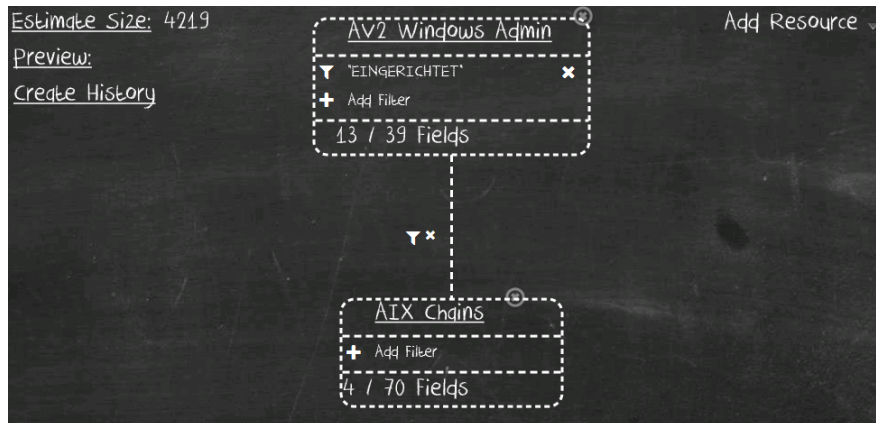 Estimate Size: 4219
Preview:
Create History
Add Resource
AV2 Windows Admin
"EINGERICHTET"
Add Filter
13 / 39 Fields
AIX Chains
Add Filter
4 / 70 Fields